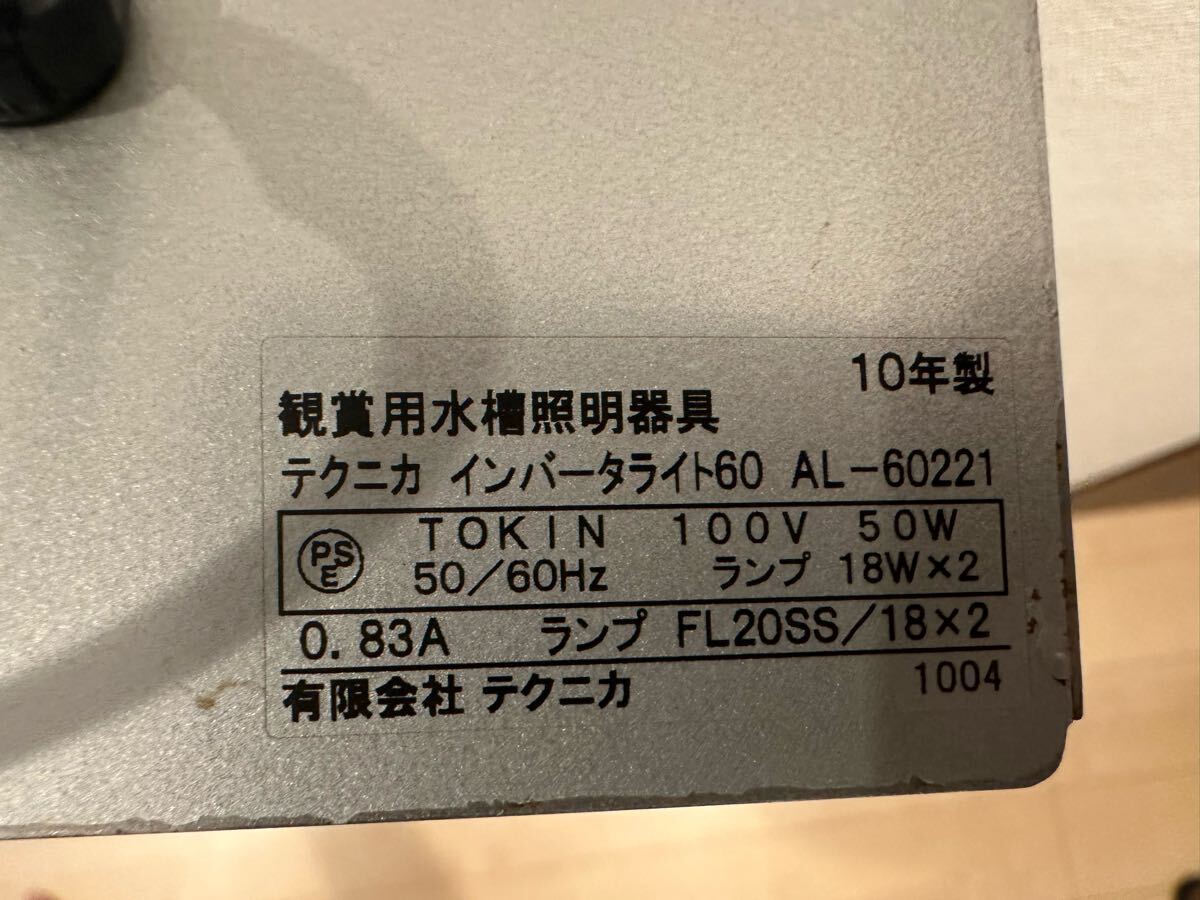 10年製
観賞用水槽照明器具
テクニカ インバータライト60 AL-60221
PSE TOKIN 100V 50W
50/60Hz ランプ 18W×2
0.83A ランプ FL20SS/18×2
有限会社 テクニカ 1004